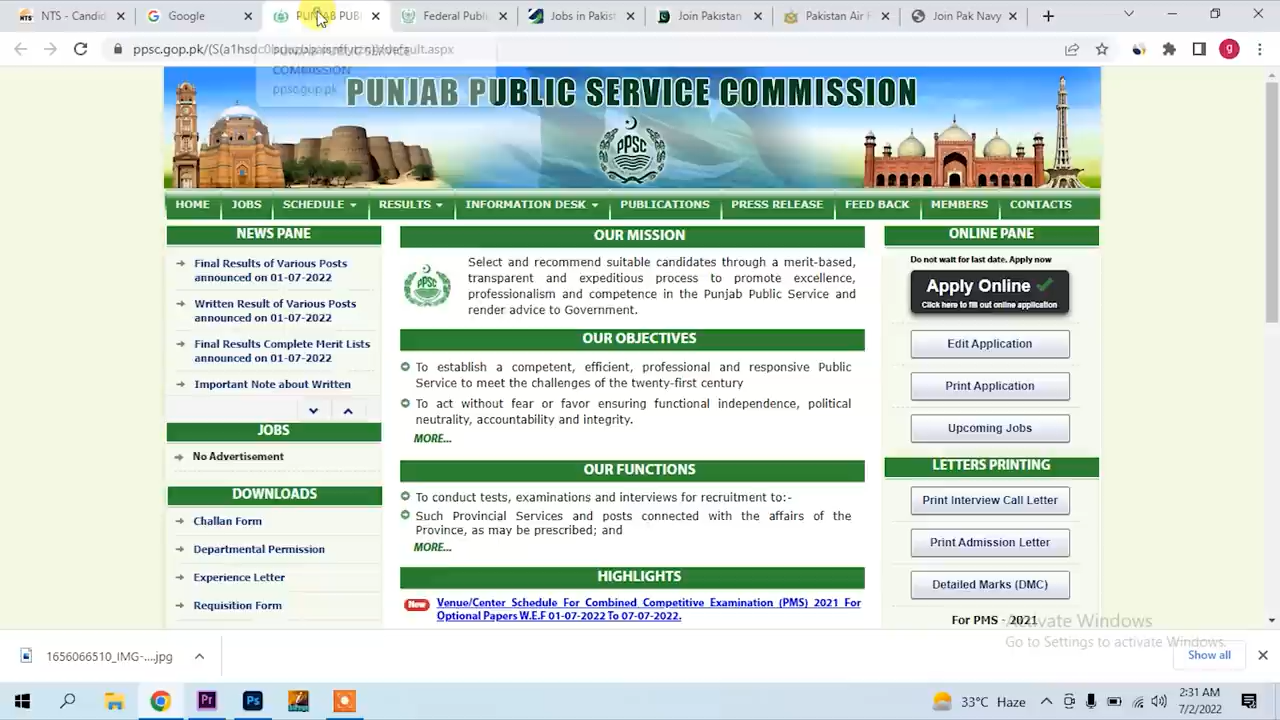 NTS - Candid
Google
PUNJAB PUB
Federal Publi
Jobs in Pakist
Join Pakistan
Pakistan Air F
Join Pak Navy
ppsc.gop.pk/(S(a1hsdc0 default.aspx
PUNJAB PUBLIC SERVICE
COMMISSION
ppsc.gop.pk
PUNJAB PUBLIC SERVICE COMMISSION
PPSC
HOME JOBS SCHEDULE RESULTS INFORMATION DESK PUBLICATIONS PRESS RELEASE FEED BACK MEMBERS CONTACTS
NEWS PANE
Final Results of Various Posts
announced on 01-07-2022
Written Result of Various Posts
announced on 01-07-2022
Final Results Complete Merit Lists
announced on 01-07-2022
Important Note about Written
JOBS
No Advertisement
DOWNLOADS
Challan Form
Departmental Permission
Experience Letter
Requisition Form
OUR MISSION
PPSC
Select and recommend suitable candidates through a merit-based,
transparent and expeditious process to promote excellence,
professionalism and competence in the Punjab Public Service and
render advice to Government.
OUR OBJECTIVES
To establish a competent, efficient, professional and responsive Public
Service to meet the challenges of the twenty-first century
To act without fear or favor ensuring functional independence, political
neutrality, accountability and integrity.
MORE...
OUR FUNCTIONS
To conduct tests, examinations and interviews for recruitment to:-
Such Provincial Services and posts connected with the affairs of the
Province, as may be prescribed; and
MORE...
HIGHLIGHTS
New
Venue/Center Schedule For Combined Competitive Examination (PMS) 2021 For
Optional Papers W.E.F 01-07-2022 To 07-07-2022.
ONLINE PANE
Do not wait for last date. Apply now
Apply Online
Click here to fill out online application
Edit Application
Print Application
Upcoming Jobs
LETTERS PRINTING
Print Interview Call Letter
Print Admission Letter
Detailed Marks (DMC)
For PMS - 2021
Activate Windows
Go to Settings to activate Windows.
1656066510_IMG-....jpg
Show all
33°C Haze
2:31 AM
7/2/2022